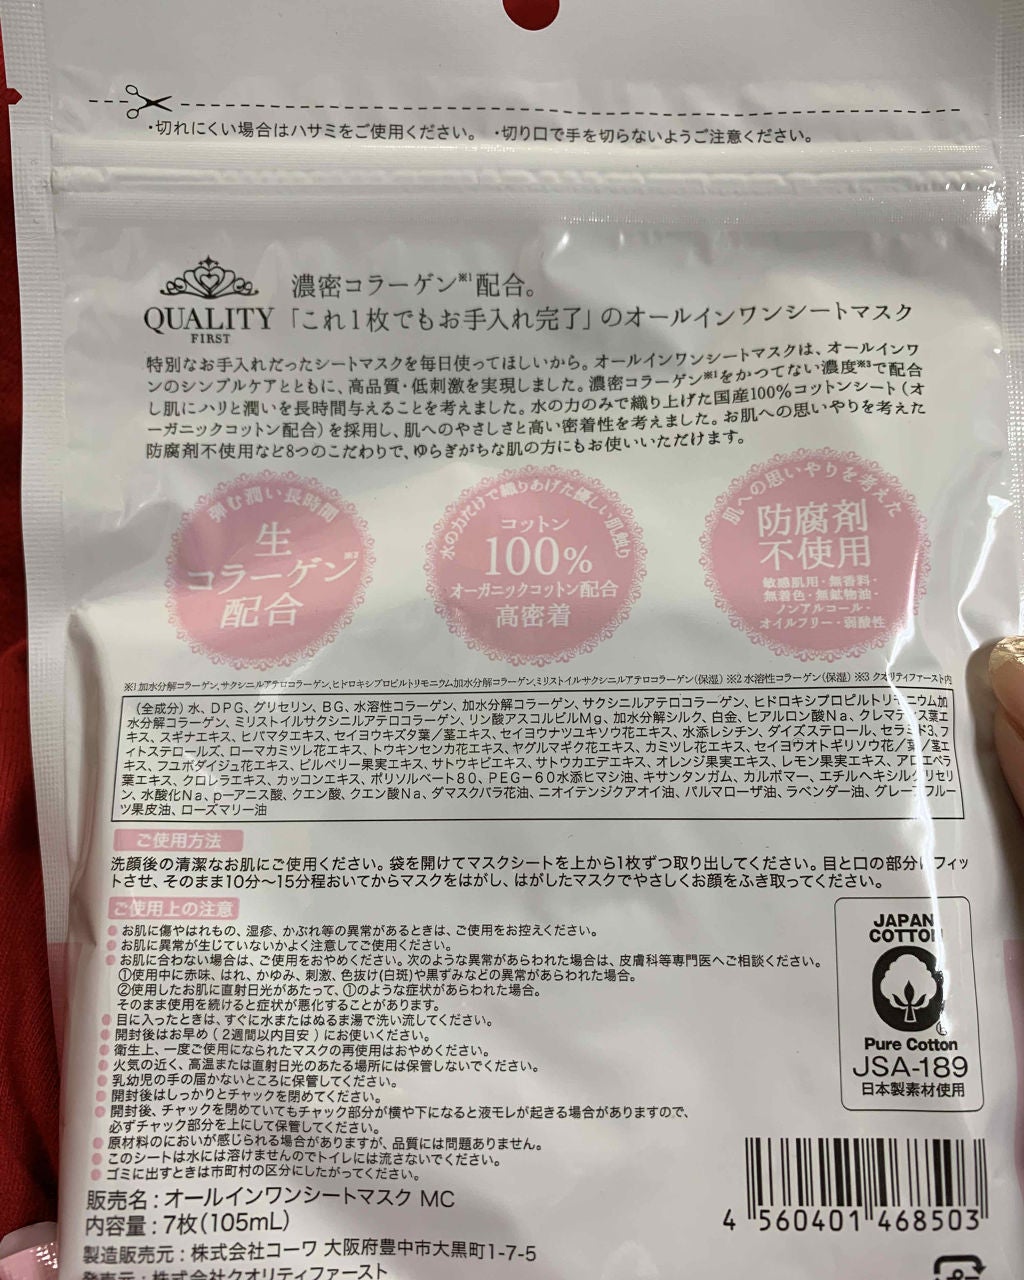 ・切れにくい場合はハサミをご使用ください。 ・切り口で手を切らないようご注意ください。
QUALITY
FIRST
濃密コラーゲン※1配合。
「これ1枚でもお手入れ完了」のオールインワンシートマスク
特別なお手入れだったシートマスクを毎日使ってほしいから。オールインワンシートマスクは、オールインワ
ンのシンプルケアとともに、高品質・低刺激を実現しました。濃密コラーゲン※1をかつてない濃度※3で配合
し肌にハリと潤いを長時間与えることを考えました。水の力のみで織り上げた国産100%コットンシート(オ
ーガニックコットン配合)を採用し、肌へのやさしさと高い密着性を考えました。お肌への思いやりを考えた
防腐剤不使用など8つのこだわりで、ゆらぎがちな肌の方にもお使いいただけます。
弾む潤い長時間
生
コラーゲン※2
配合
水の力だけで織りあげた優しい肌触り
コットン
100%
オーガニックコットン配合
高密着
肌への思いやりを考えた
防腐剤
不使用
敏感肌用・無香料・
無着色・無鉱物油・
ノンアルコール・
オイルフリー・弱酸性
※1 加水分解コラーゲン、サクシニルアテロコラーゲン、ヒドロキシプロピルトリモニウム加水分解コラーゲン、ミリストイルサクシニルアテロコラーゲン(保湿) ※2 水溶性コラーゲン(保湿) ※3 クオリティファースト内
(全成分)水、DPG、グリセリン、BG、水溶性コラーゲン、加水分解コラーゲン、サクシニルアテロコラーゲン、ヒドロキシプロピルトリモニウム加
水分解コラーゲン、ミリストイルサクシニルアテロコラーゲン、リン酸アスコルビルMg、加水分解シルク、白金、ヒアルロン酸Na、クレマティス葉エ
キス、スギナエキス、ヒバマタエキス、セイヨウキズタ葉/茎エキス、セイヨウナツユキソウ花エキス、水添レシチン、ダイズステロール、セラミド3、フ
ィトステロールズ、ローマカミツレ花エキス、トウキンセンカ花エキス、ヤグルマギク花エキス、カミツレ花エキス、セイヨウオトギリソウ花/葉/茎エ
キス、フユボダイジュ花エキス、ビルベリー果実エキス、サトウキビエキス、サトウカエデエキス、オレンジ果実エキス、レモン果実エキス、アロエベラ
葉エキス、クロレラエキス、カッコンエキス、ポリソルベート80、PEG-60水添ヒマシ油、キサンタンガム、カルボマー、エチルヘキシルグリセリ
ン、水酸化Na、p-アニス酸、クエン酸、クエン酸Na、ダマスクバラ花油、ニオイテンジクアオイ油、パルマローザ油、ラベンダー油、グレープフルー
ツ果皮油、ローズマリー油
ご使用方法
洗顔後の清潔なお肌にご使用ください。袋を開けてマスクシートを上から1枚ずつ取り出してください。目と口の部分にフィッ
トさせ、そのまま10分〜15分程おいてからマスクをはがし、はがしたマスクでやさしくお顔をふき取ってください。
ご使用上の注意
●お肌に傷やはれもの、湿疹、かぶれ等の異常があるときは、ご使用をお控えください。
●お肌に異常が生じていないかよく注意してご使用ください。
●お肌に合わない場合は、ご使用をおやめください。次のような異常があらわれた場合は、皮膚科等専門医へご相談ください。
①使用中に赤味、はれ、かゆみ、刺激、色抜け(白斑)や黒ずみなどの異常があらわれた場合。
②使用したお肌に直射日光があたって、①のような症状があらわれた場合。
そのまま使用を続けると症状が悪化することがあります。
●目に入ったときは、すぐに水またはぬるま湯で洗い流してください。
●開封後はお早め(2週間以内目安)にお使いください。
●衛生上、一度ご使用になられたマスクの再使用はおやめください。
●火気の近く、高温または直射日光のあたる場所には保管しないでください。
●乳幼児の手の届かないところに保管してください。
●開封後はしっかりとチャックを閉めてください。
●開封後、チャックを閉めていてもチャック部分が横や下になると液モレが起きる場合がありますので、
必ずチャック部分を上にして保管してください。
●原材料のにおいが感じられる場合がありますが、品質には問題ありません。
●このシートは水には溶けませんのでトイレには流さないでください。
●ゴミに出すときは市町村の区分にしたがってください。
JAPAN
COTTON
Pure Cotton
JSA-189
日本製素材使用
販売名:オールインワンシートマスク MC
内容量:7枚(105mL)
製造販売元:株式会社コーワ 大阪府豊中市大黒町1-7-5
発売元:株式会社クオリティファースト
4 560401 468503